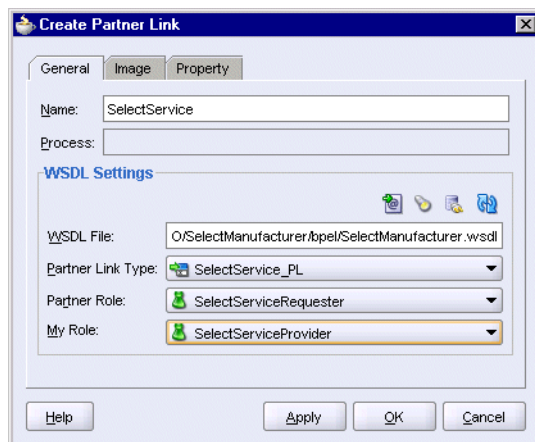 Create Partner Link
General Image Property
Name: SelectService
Process:
WSDL Settings
WSDL File: O/SelectManufacturer/bpel/SelectManufacturer.wsdl
Partner Link Type: SelectService_PL
Partner Role: SelectServiceRequester
My Role: SelectServiceProvider
Help Apply OK Cancel